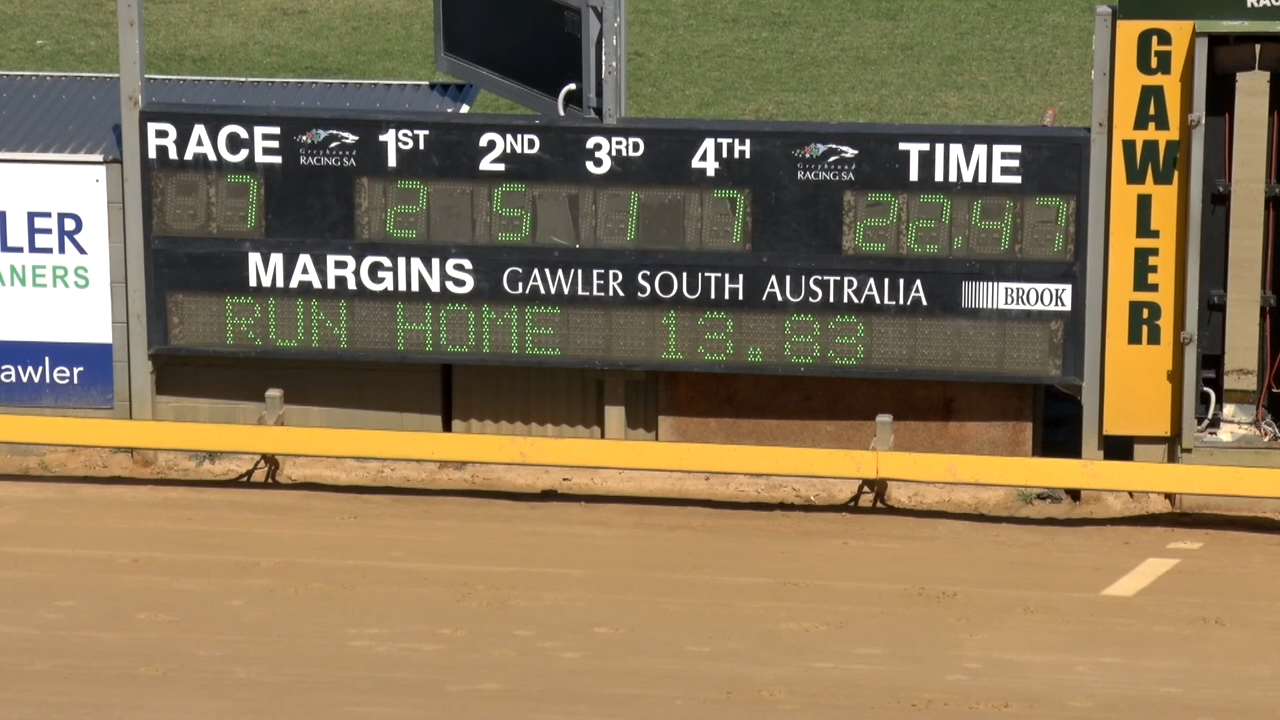 RACE Greyhound RACING SA 1ST 2ND 3RD 4TH Greyhound RACING SA TIME
7 2 5 1 7 22.47
MARGINS GAWLER SOUTH AUSTRALIA BROOK
RUN HOME 13.83
GAWLER
LER
ANERS
awler